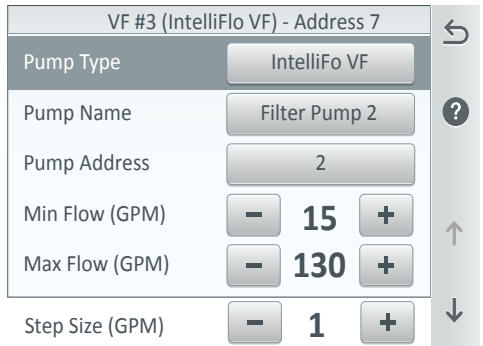 VF #3 (IntelliFlo VF) - Address 7
Pump Type IntelliFo VF
Pump Name Filter Pump 2
?
Pump Address 2
Min Flow (GPM) - 15 +
Max Flow (GPM) - 130 +
Step Size (GPM) - 1 +